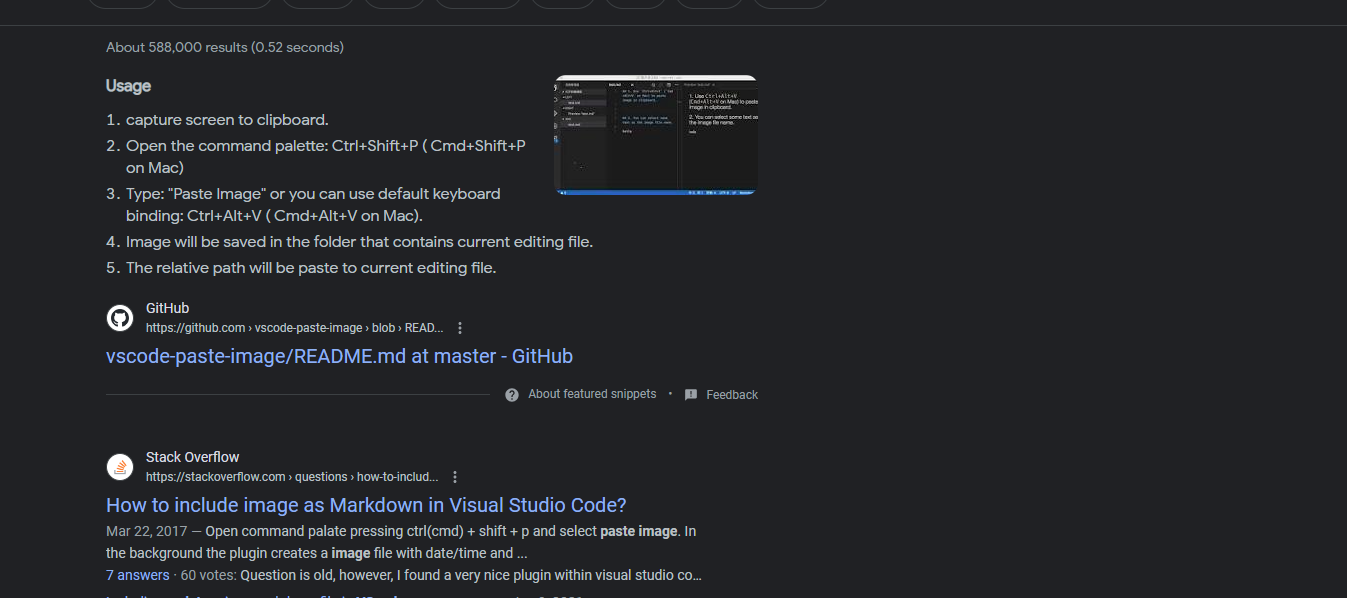 About 588,000 results (0.52 seconds)
Usage
1. capture screen to clipboard.
2. Open the command palette: Ctrl+Shift+P ( Cmd+Shift+P
on Mac)
3. Type: "Paste Image" or you can use default keyboard
binding: Ctrl+Alt+V ( Cmd+Alt+V on Mac).
4. Image will be saved in the folder that contains current editing file.
5. The relative path will be paste to current editing file.
1. Use Ctrl+Alt+V
(Cmd+Alt+V on Mac) to paste
image in clipboard.
2. You can select some text as
the image file name.
GitHub
https://github.com › vscode-paste-image › blob › READ...
vscode-paste-image/README.md at master - GitHub
About featured snippets • Feedback
Stack Overflow
https://stackoverflow.com › questions › how-to-includ...
How to include image as Markdown in Visual Studio Code?
Mar 22, 2017 — Open command palate pressing ctrl(cmd) + shift + p and select paste image. In
the background the plugin creates a image file with date/time and ...
7 answers · 60 votes: Question is old, however, I found a very nice plugin within visual studio co...